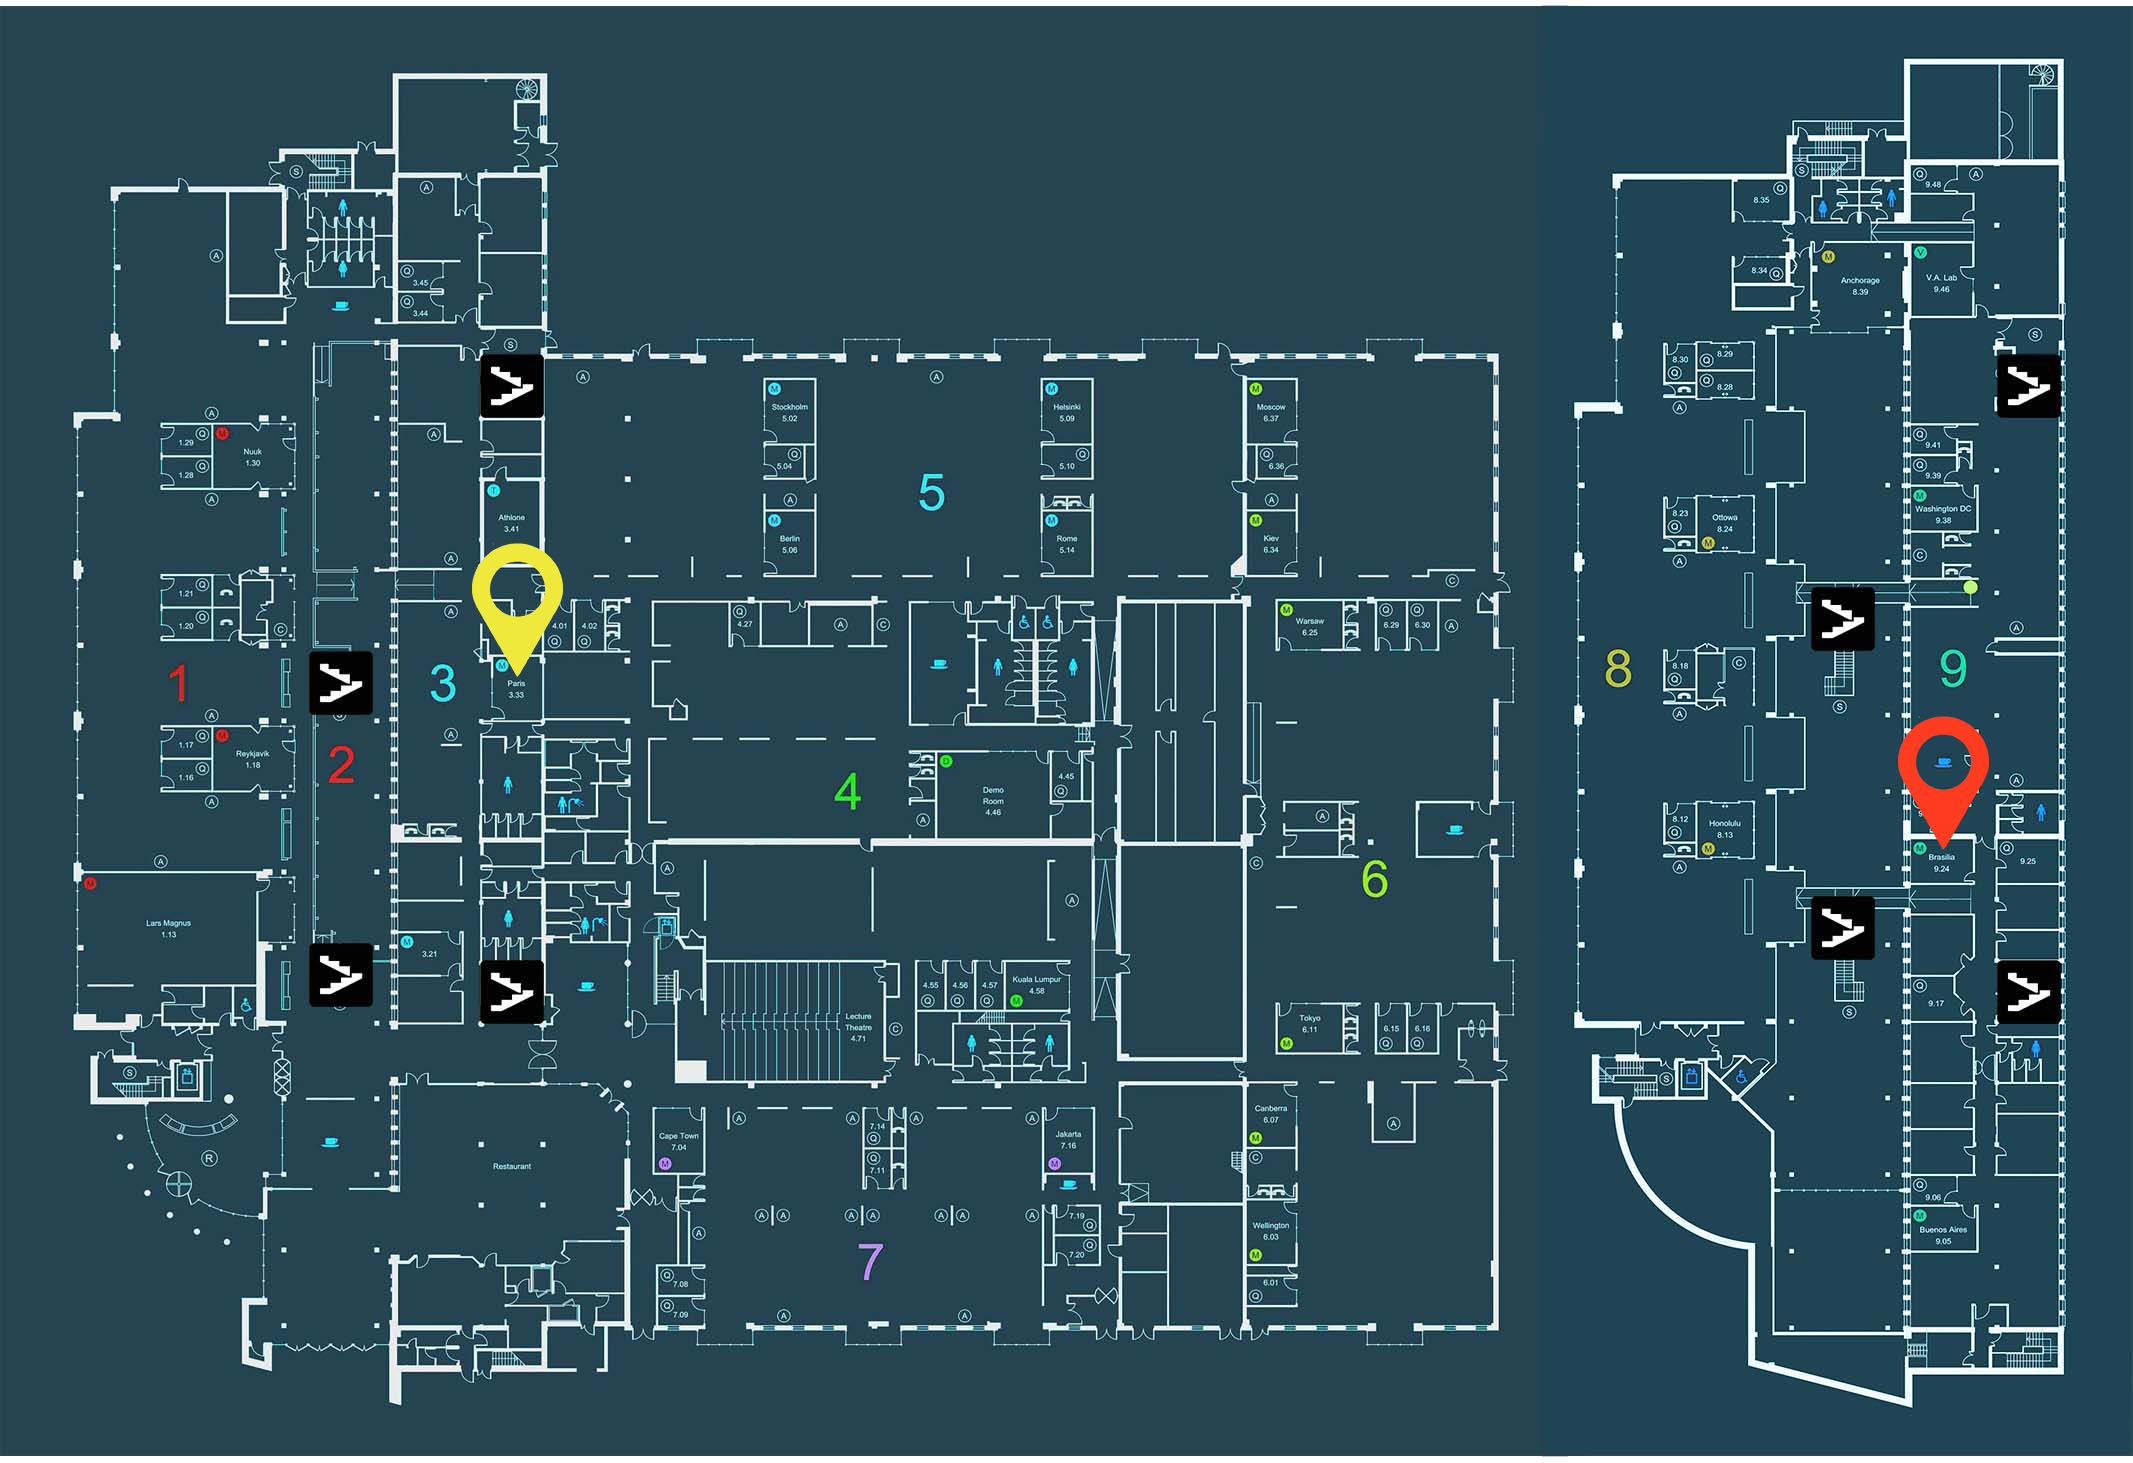 S
A
A
Q
3.45
Q
3.44
S
A
A
A
A
1.29
Q
M
Nuuk
1.30
1.28
Q
A
A
T
Athlone
3.41
A
M
Stockholm
5.02
Q
5.04
A
M
Berlin
5.06
5
M
Helsinki
5.09
Q
5.10
M
Rome
5.14
M
Moscow
6.37
Q
6.36
A
M
Kiev
6.34
C
1.21
Q
1.20
Q
C
A
4.01
Q
4.02
Q
Q
4.27
A
C
M
Warsaw
6.25
Q
6.29
Q
6.30
A
1
2
3
M
Paris
3.33
A
A
1.17
Q
M
Reykjavik
1.18
1.16
Q
A
4
D
Demo
Room
4.46
4.45
Q
A
A
C
6
A
M
Lars Magnus
1.13
M
3.21
A
A
4.55
Q
4.56
Q
4.57
Q
Kuala Lumpur
4.58
M
Lecture
Theatre
4.71
C
Tokyo
6.11
M
6.15
Q
6.16
Q
S
R
Restaurant
Cape Town
7.04
M
A
A
7.14
Q
Q
7.11
A
A
Jakarta
7.16
M
Canberra
6.07
M
C
A
A
A
A
A
A
A
A
A
7
7.19
Q
Q
7.20
Wellington
6.03
M
6.01
Q
Q
7.08
Q
7.09
A
A
S
Q
8.35
Q
9.48
A
8.34
Q
M
Anchorage
8.39
V
V.A. Lab
9.46
S
8.30
Q
Q
8.29
Q
8.28
A
Q
9.41
Q
9.39
M
Washington DC
9.38
C
8.23
Q
Ottowa
8.24
M
A
A
8
8.18
Q
C
A
S
9
A
8.12
Q
Honolulu
8.13
M
A
M
Brasilia
9.24
Q
9.25
Q
9.17
S
S
Q
9.06
M
Buenos Aires
9.05